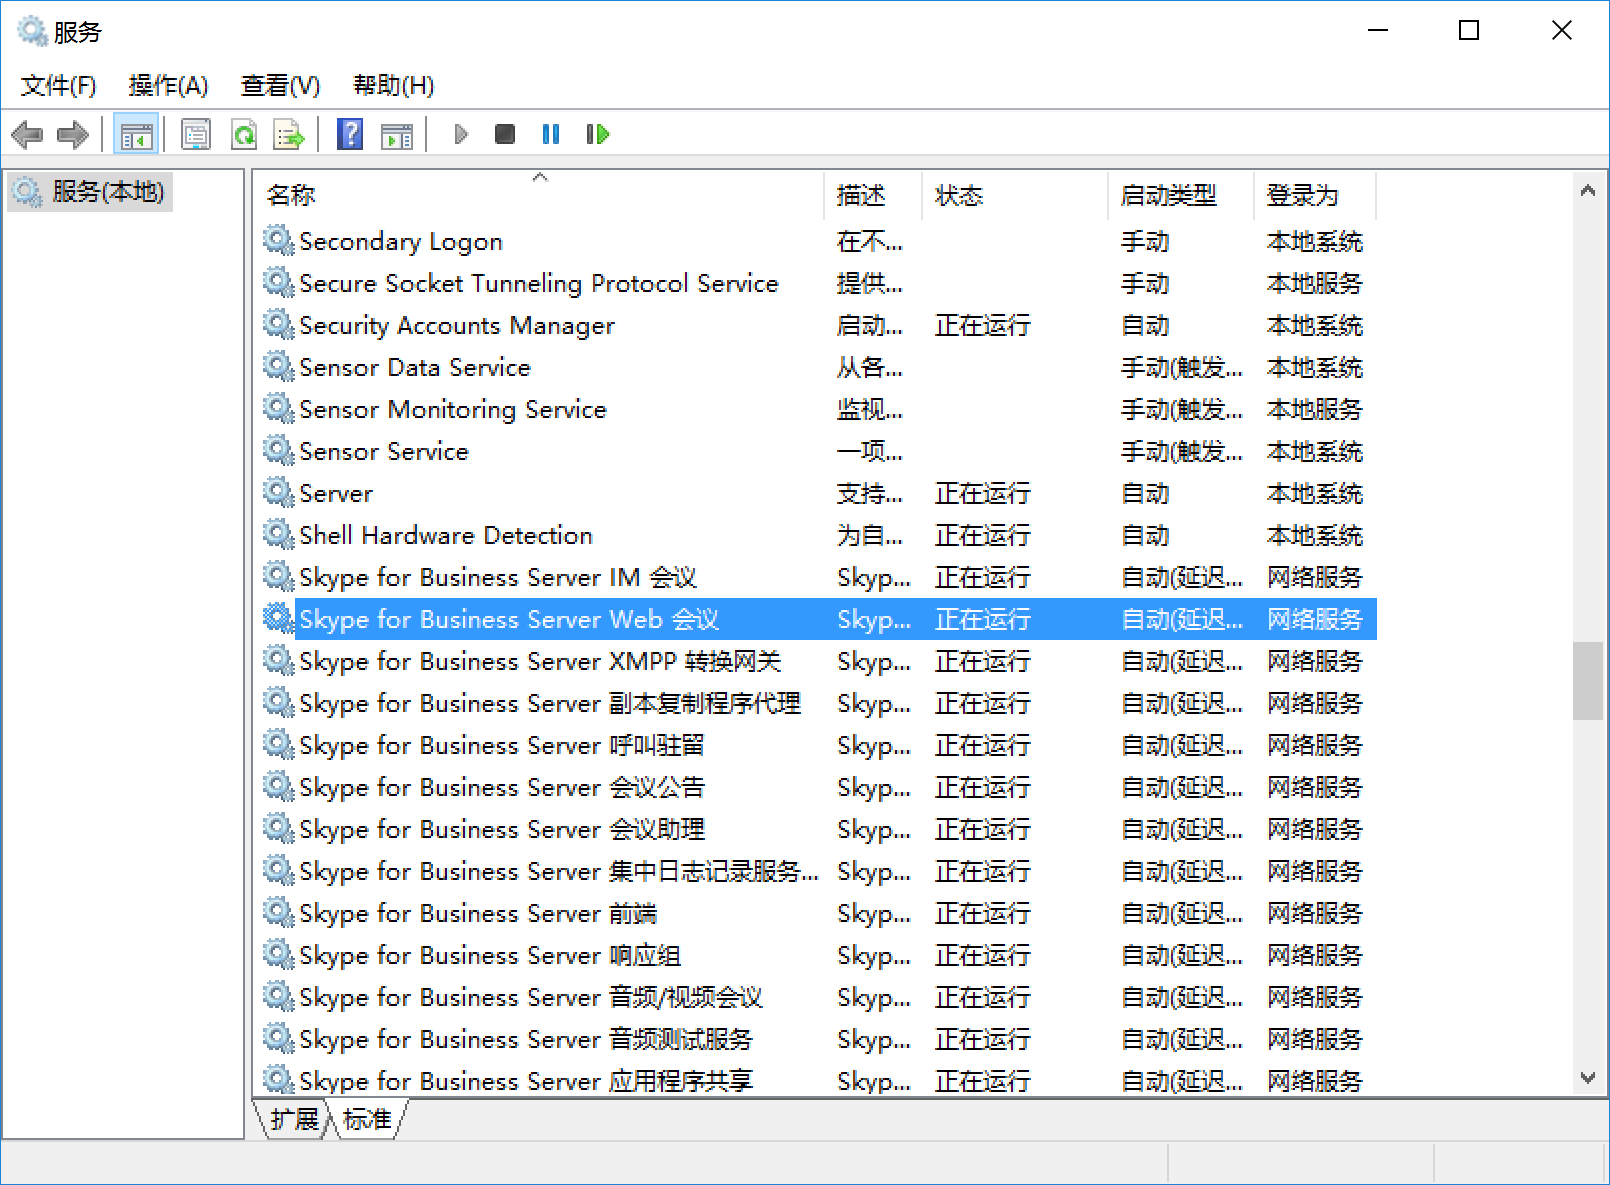 服务
文件(F) 操作(A) 查看(V) 帮助(H)
服务(本地)
名称 描述 状态 启动类型 登录为
Secondary Logon 在不... 手动 本地系统
Secure Socket Tunneling Protocol Service 提供... 手动 本地服务
Security Accounts Manager 启动... 正在运行 自动 本地系统
Sensor Data Service 从各... 手动(触发... 本地系统
Sensor Monitoring Service 监视... 手动(触发... 本地服务
Sensor Service 一项... 手动(触发... 本地系统
Server 支持... 正在运行 自动 本地系统
Shell Hardware Detection 为自... 正在运行 自动 本地系统
Skype for Business Server IM 会议 Skyp... 正在运行 自动(延迟... 网络服务
Skype for Business Server Web 会议 Skyp... 正在运行 自动(延迟... 网络服务
Skype for Business Server XMPP 转换网关 Skyp... 正在运行 自动(延迟... 网络服务
Skype for Business Server 副本复制程序代理 Skyp... 正在运行 自动(延迟... 网络服务
Skype for Business Server 呼叫驻留 Skyp... 正在运行 自动(延迟... 网络服务
Skype for Business Server 会议公告 Skyp... 正在运行 自动(延迟... 网络服务
Skype for Business Server 会议助理 Skyp... 正在运行 自动(延迟... 网络服务
Skype for Business Server 集中日志记录服务... Skyp... 正在运行 自动(延迟... 网络服务
Skype for Business Server 前端 Skyp... 正在运行 自动(延迟... 网络服务
Skype for Business Server 响应组 Skyp... 正在运行 自动(延迟... 网络服务
Skype for Business Server 音频/视频会议 Skyp... 正在运行 自动(延迟... 网络服务
Skype for Business Server 音频测试服务 Skyp... 正在运行 自动(延迟... 网络服务
Skype for Business Server 应用程序共享 Skyp... 正在运行 自动(延迟... 网络服务
扩展 标准